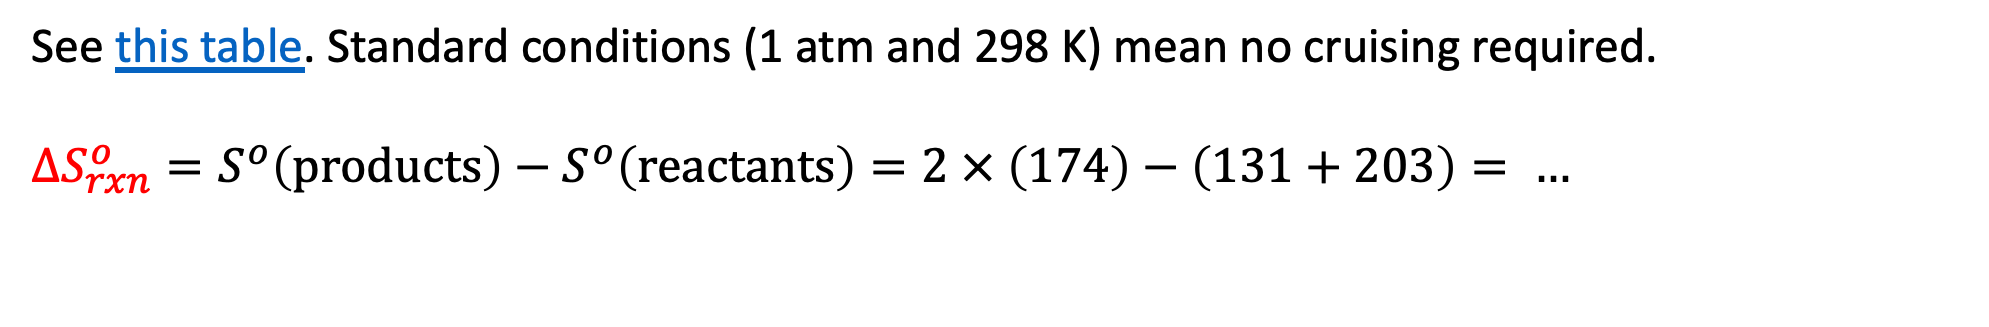 See this table. Standard conditions (1 atm and 298 K) mean no cruising required.
ΔS°rxn = S°(products) − S°(reactants) = 2 × (174) − (131 + 203) = ...